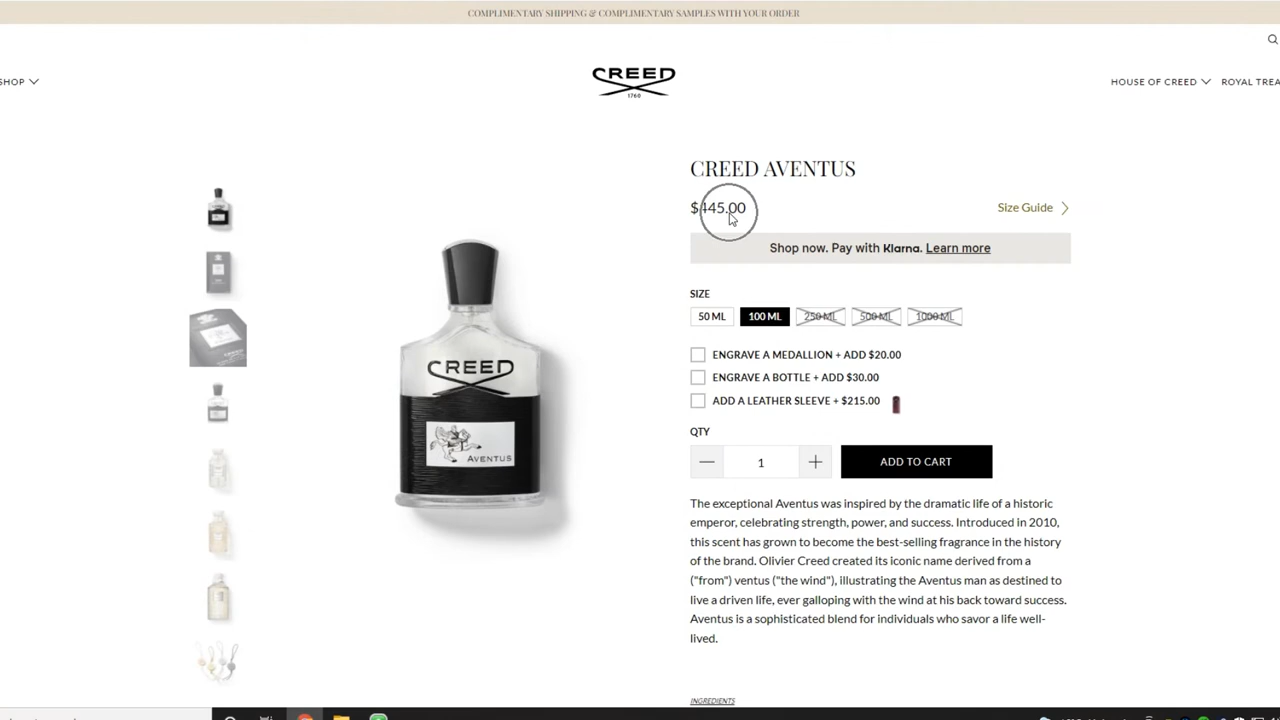 COMPLIMENTARY SHIPPING & COMPLIMENTARY SAMPLES WITH YOUR ORDER
SHOP
CREED
1760
HOUSE OF CREED
ROYAL TREA
CREED AVENTUS
$445.00
Size Guide
Shop now. Pay with Klarna. Learn more
SIZE
50 ML
100 ML
250 ML
500 ML
1000 ML
ENGRAVE A MEDALLION + ADD $20.00
ENGRAVE A BOTTLE + ADD $30.00
ADD A LEATHER SLEEVE + $215.00
QTY
1
ADD TO CART
CREED
AVENTUS
The exceptional Aventus was inspired by the dramatic life of a historic
emperor, celebrating strength, power, and success. Introduced in 2010,
this scent has grown to become the best-selling fragrance in the history
of the brand. Olivier Creed created its iconic name derived from a
("from") ventus ("the wind"), illustrating the Aventus man as destined to
live a driven life, ever galloping with the wind at his back toward success.
Aventus is a sophisticated blend for individuals who savor a life well-
lived.
INGREDIENTS